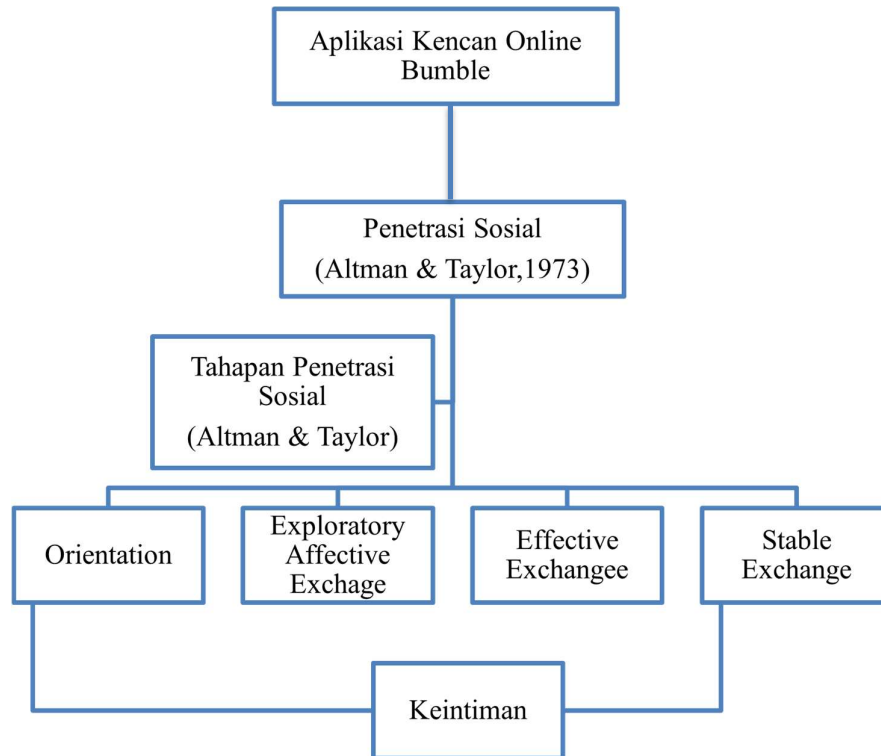 Aplikasi Kencan Online
Bumble
Penetrasi Sosial
(Altman & Taylor,1973)
Tahapan Penetrasi
Sosial
(Altman & Taylor)
Orientation
Exploratory
Affective
Exchage
Effective
Exchangee
Stable
Exchange
Keintiman